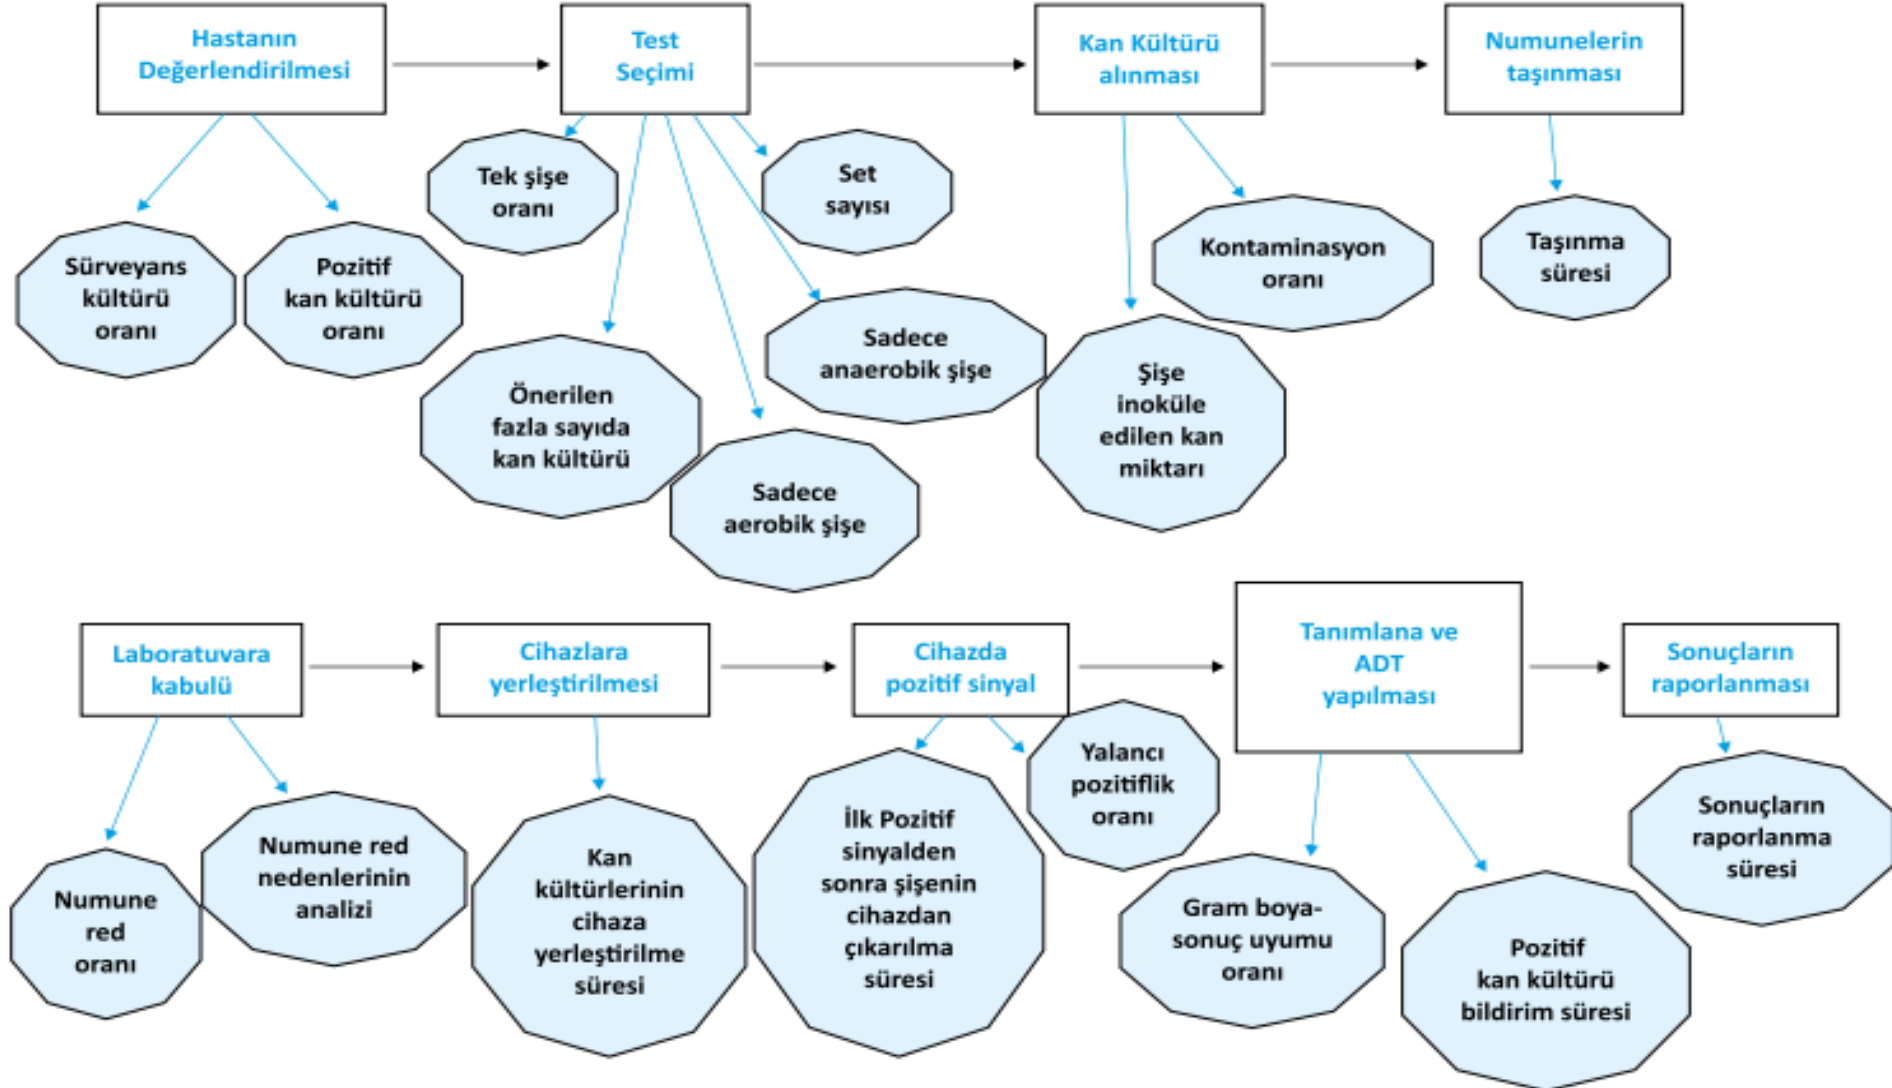 Hastanın
Değerlendirilmesi
Test
Seçimi
Kan Kültürü
alınması
Numunelerin
taşınması
Sürveyans
kültürü
oranı
Pozitif
kan kültürü
oranı
Tek şişe
oranı
Önerilen
fazla sayıda
kan kültürü
Sadece
aerobik şişe
Sadece
anaerobik şişe
Set
sayısı
Şişe
inoküle
edilen kan
miktarı
Kontaminasyon
oranı
Taşınma
süresi
Laboratuvara
kabulü
Cihazlara
yerleştirilmesi
Cihazda
pozitif sinyal
Tanımlana ve
ADT
yapılması
Sonuçların
raporlanması
Numune
red
oranı
Numune red
nedenlerinin
analizi
Kan
kültürlerinin
cihaza
yerleştirilme
süresi
İlk Pozitif
sinyalden
sonra şişenin
cihazdan
çıkarılma
süresi
Yalancı
pozitiflik
oranı
Gram boya-
sonuç uyumu
oranı
Pozitif
kan kültürü
bildirim süresi
Sonuçların
raporlanma
süresi